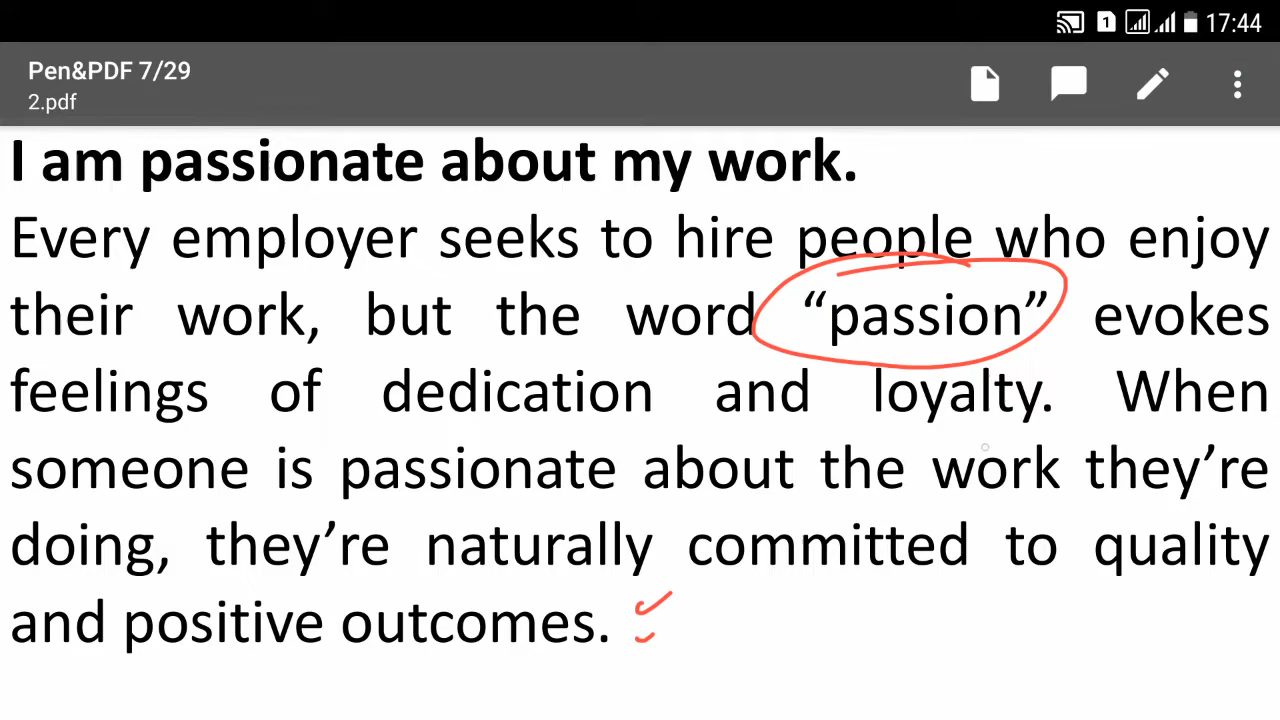 1 17:44
Pen&PDF 7/29
2.pdf
I am passionate about my work.
Every employer seeks to hire people who enjoy
their work, but the word “passion” evokes
feelings of dedication and loyalty. When
someone is passionate about the work they’re
doing, they’re naturally committed to quality
and positive outcomes.